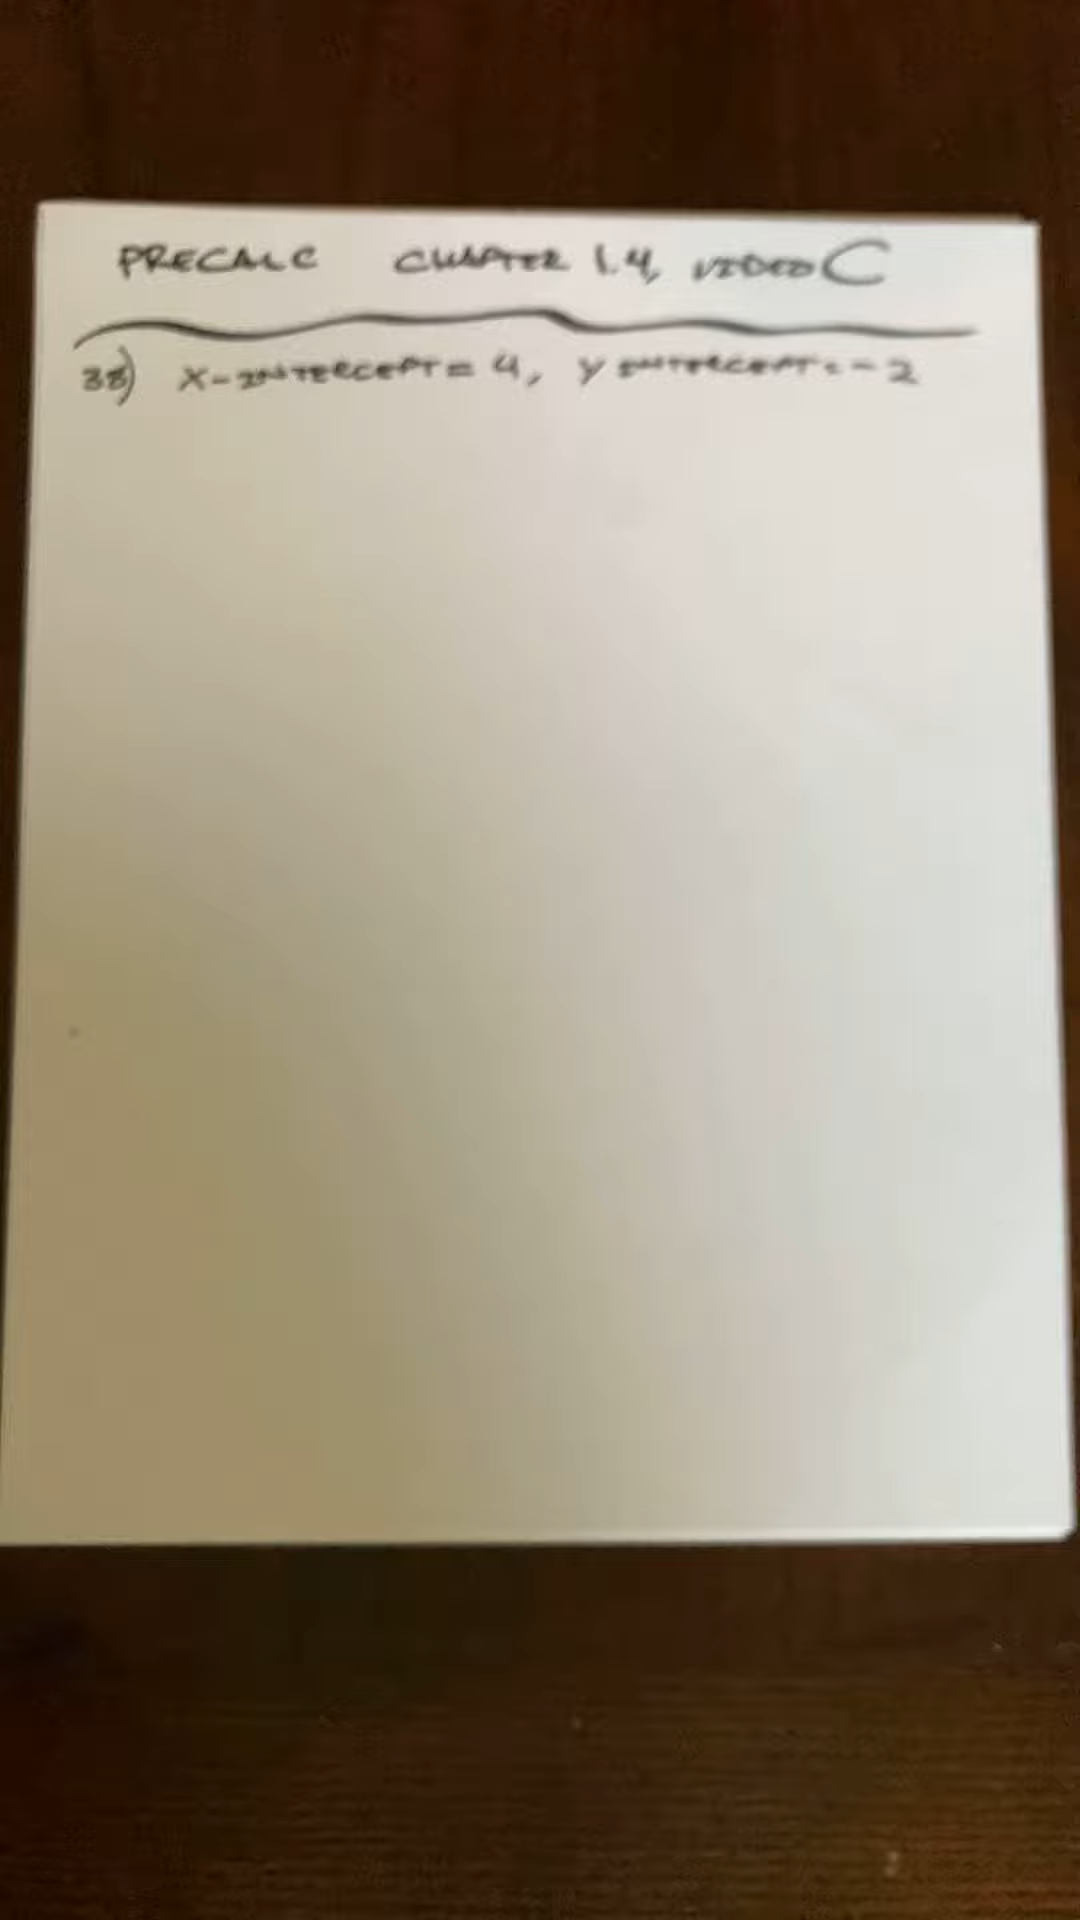 PRECALC CHAPTER 1.4, VIDEO C
38) X-INTERCEPT = 4, Y INTERCEPT = -2